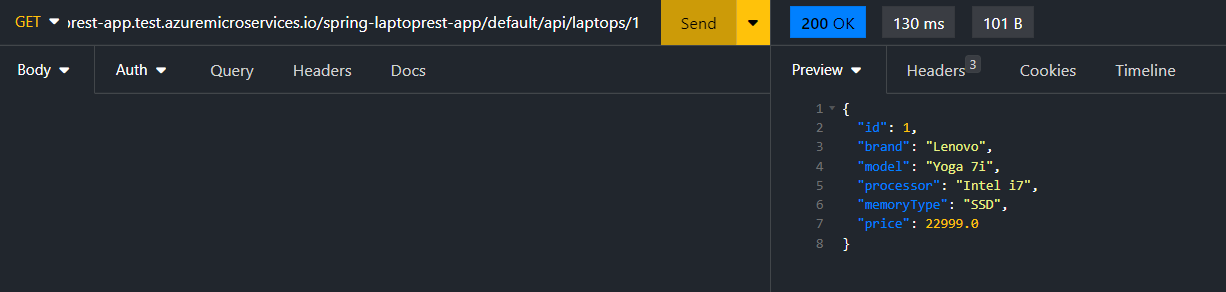 GET rest-app.test.azuremicroservices.io/spring-laptoprest-app/default/api/laptops/1 Send 200 OK 130 ms 101 B
Body Auth Query Headers Docs Preview Headers 3 Cookies Timeline
1 {
2 "id": 1,
3 "brand": "Lenovo",
4 "model": "Yoga 7i",
5 "processor": "Intel i7",
6 "memoryType": "SSD",
7 "price": 22999.0
8 }